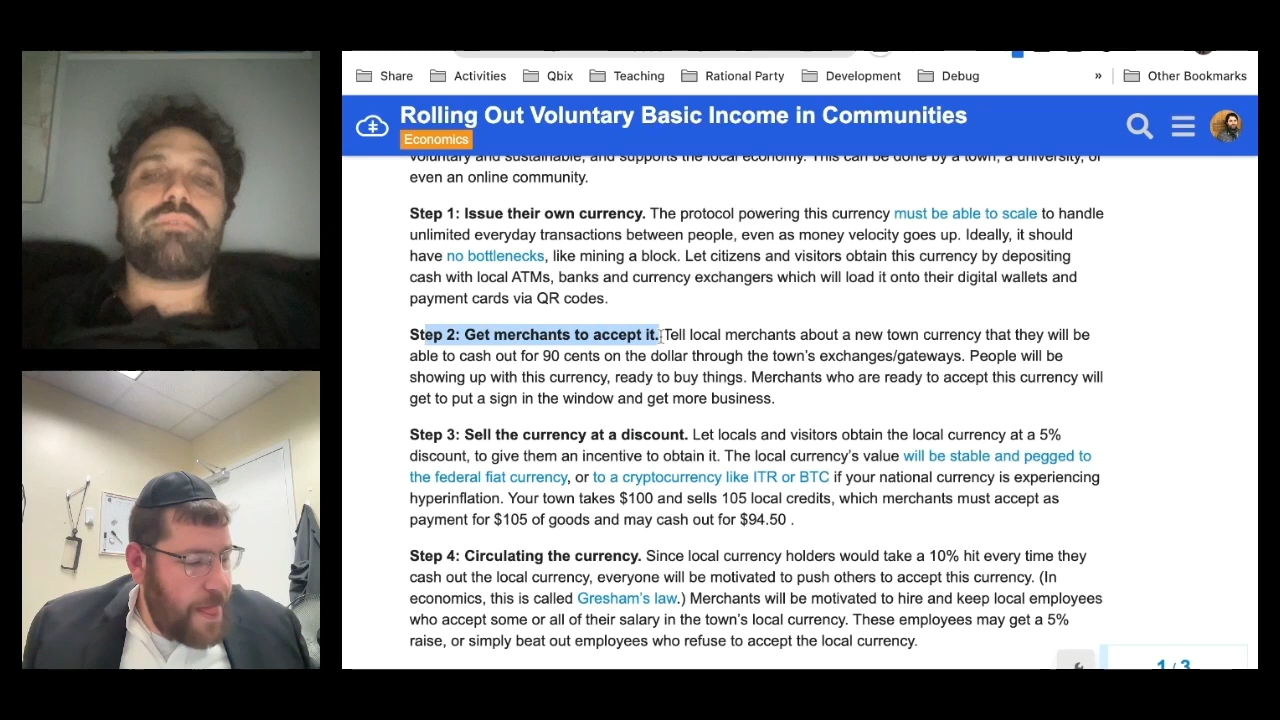 Share Activities Qbix Teaching Rational Party Development Debug » Other Bookmarks
Rolling Out Voluntary Basic Income in Communities
Economics
voluntary and sustainable, and supports the local economy. This can be done by a town, a university, or
even an online community.
Step 1: Issue their own currency. The protocol powering this currency must be able to scale to handle
unlimited everyday transactions between people, even as money velocity goes up. Ideally, it should
have no bottlenecks, like mining a block. Let citizens and visitors obtain this currency by depositing
cash with local ATMs, banks and currency exchangers which will load it onto their digital wallets and
payment cards via QR codes.
Step 2: Get merchants to accept it. Tell local merchants about a new town currency that they will be
able to cash out for 90 cents on the dollar through the town's exchanges/gateways. People will be
showing up with this currency, ready to buy things. Merchants who are ready to accept this currency will
get to put a sign in the window and get more business.
Step 3: Sell the currency at a discount. Let locals and visitors obtain the local currency at a 5%
discount, to give them an incentive to obtain it. The local currency's value will be stable and pegged to
the federal fiat currency, or to a cryptocurrency like ITR or BTC if your national currency is experiencing
hyperinflation. Your town takes $100 and sells 105 local credits, which merchants must accept as
payment for $105 of goods and may cash out for $94.50 .
Step 4: Circulating the currency. Since local currency holders would take a 10% hit every time they
cash out the local currency, everyone will be motivated to push others to accept this currency. (In
economics, this is called Gresham's law.) Merchants will be motivated to hire and keep local employees
who accept some or all of their salary in the town's local currency. These employees may get a 5%
raise, or simply beat out employees who refuse to accept the local currency.
1 / 3